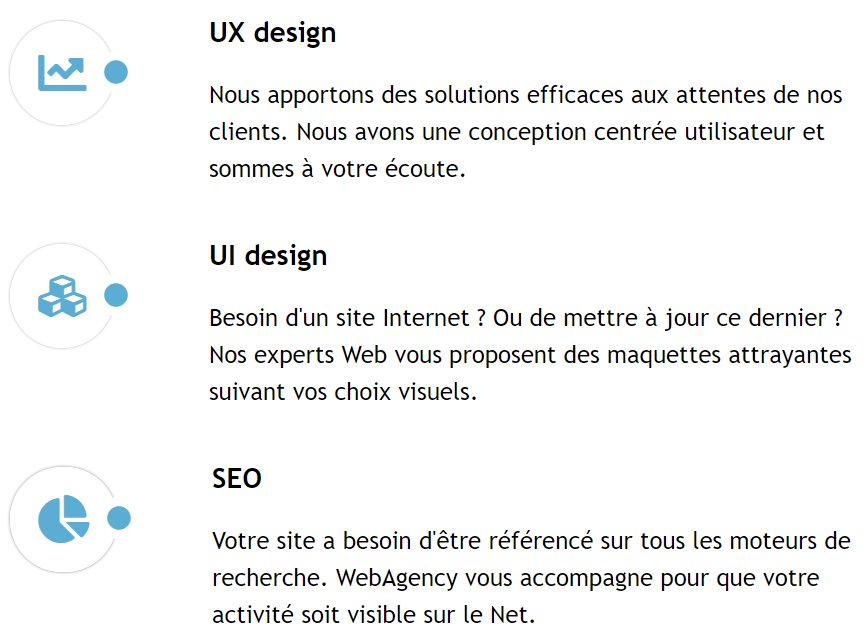 UX design
Nous apportons des solutions efficaces aux attentes de nos
clients. Nous avons une conception centrée utilisateur et
sommes à votre écoute.
UI design
Besoin d'un site Internet ? Ou de mettre à jour ce dernier ?
Nos experts Web vous proposent des maquettes attrayantes
suivant vos choix visuels.
SEO
Votre site a besoin d'être référencé sur tous les moteurs de
recherche. WebAgency vous accompagne pour que votre
activité soit visible sur le Net.